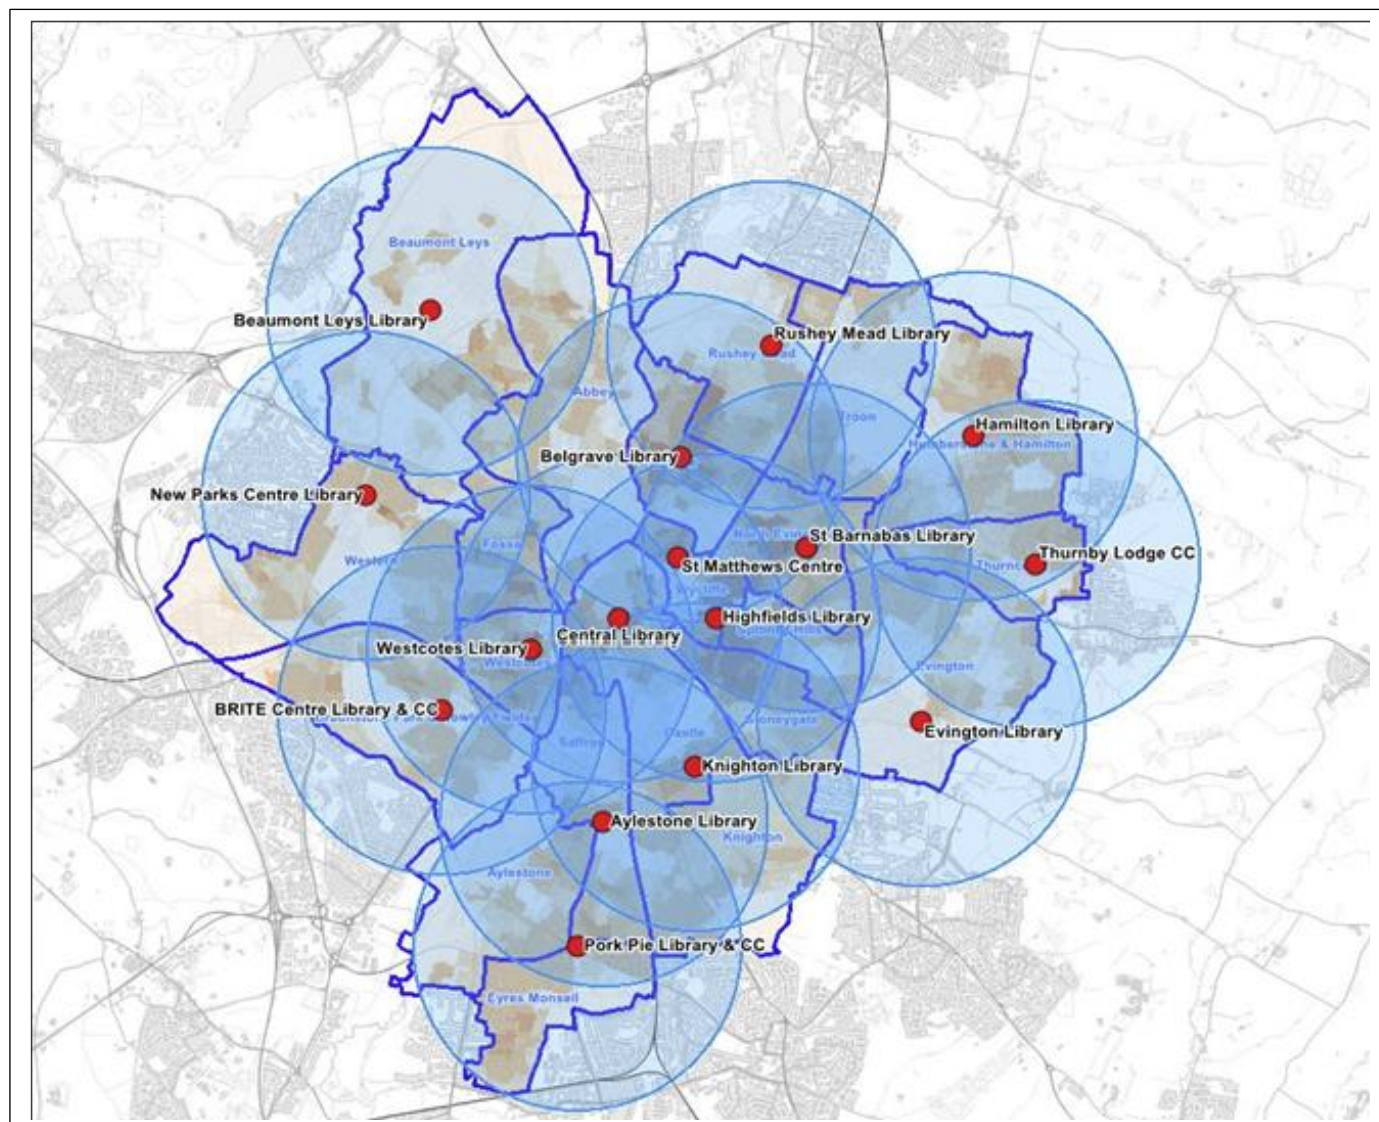 Beaumont Leys
Beaumont Leys Library
Rushey Mead Library
Abbey
Troon
Hamilton Library
Belgrave Library
New Parks Centre Library
St Barnabas Library
Fosse
Thurnby Lodge CC
Western
St Matthews Centre
Highfields Library
Central Library
Westcotes Library
Evington
BRITE Centre Library & CC
Stoneygate
Evington Library
Saffron
Castle
Knighton Library
Aylestone Library
Knighton
Aylestone
Pork Pie Library & CC
Eyres Monsell